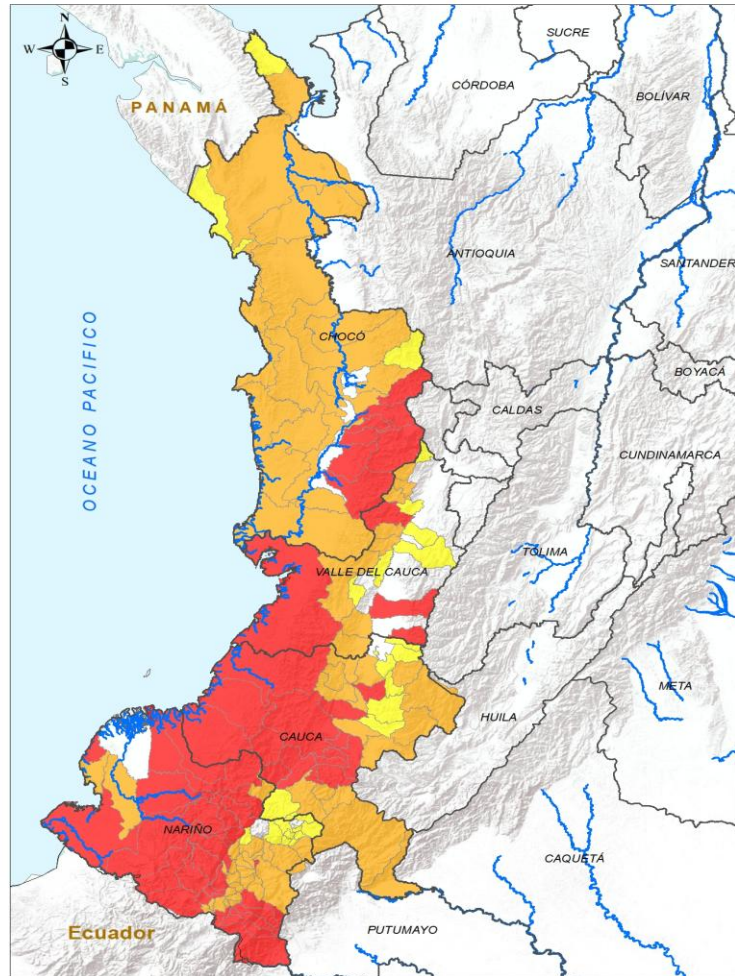 N
W E
S
SUCRE
CÓRDOBA
PANAMÁ
BOLÍVAR
ANTIOQUIA
SANTANDER
OCEANO PACIFICO
CHOCÓ
BOYACÁ
CALDAS
CUNDINAMARCA
TOLIMA
VALLE DEL CAUCA
META
HUILA
CAUCA
NARIÑO
CAQUETÁ
Ecuador
PUTUMAYO